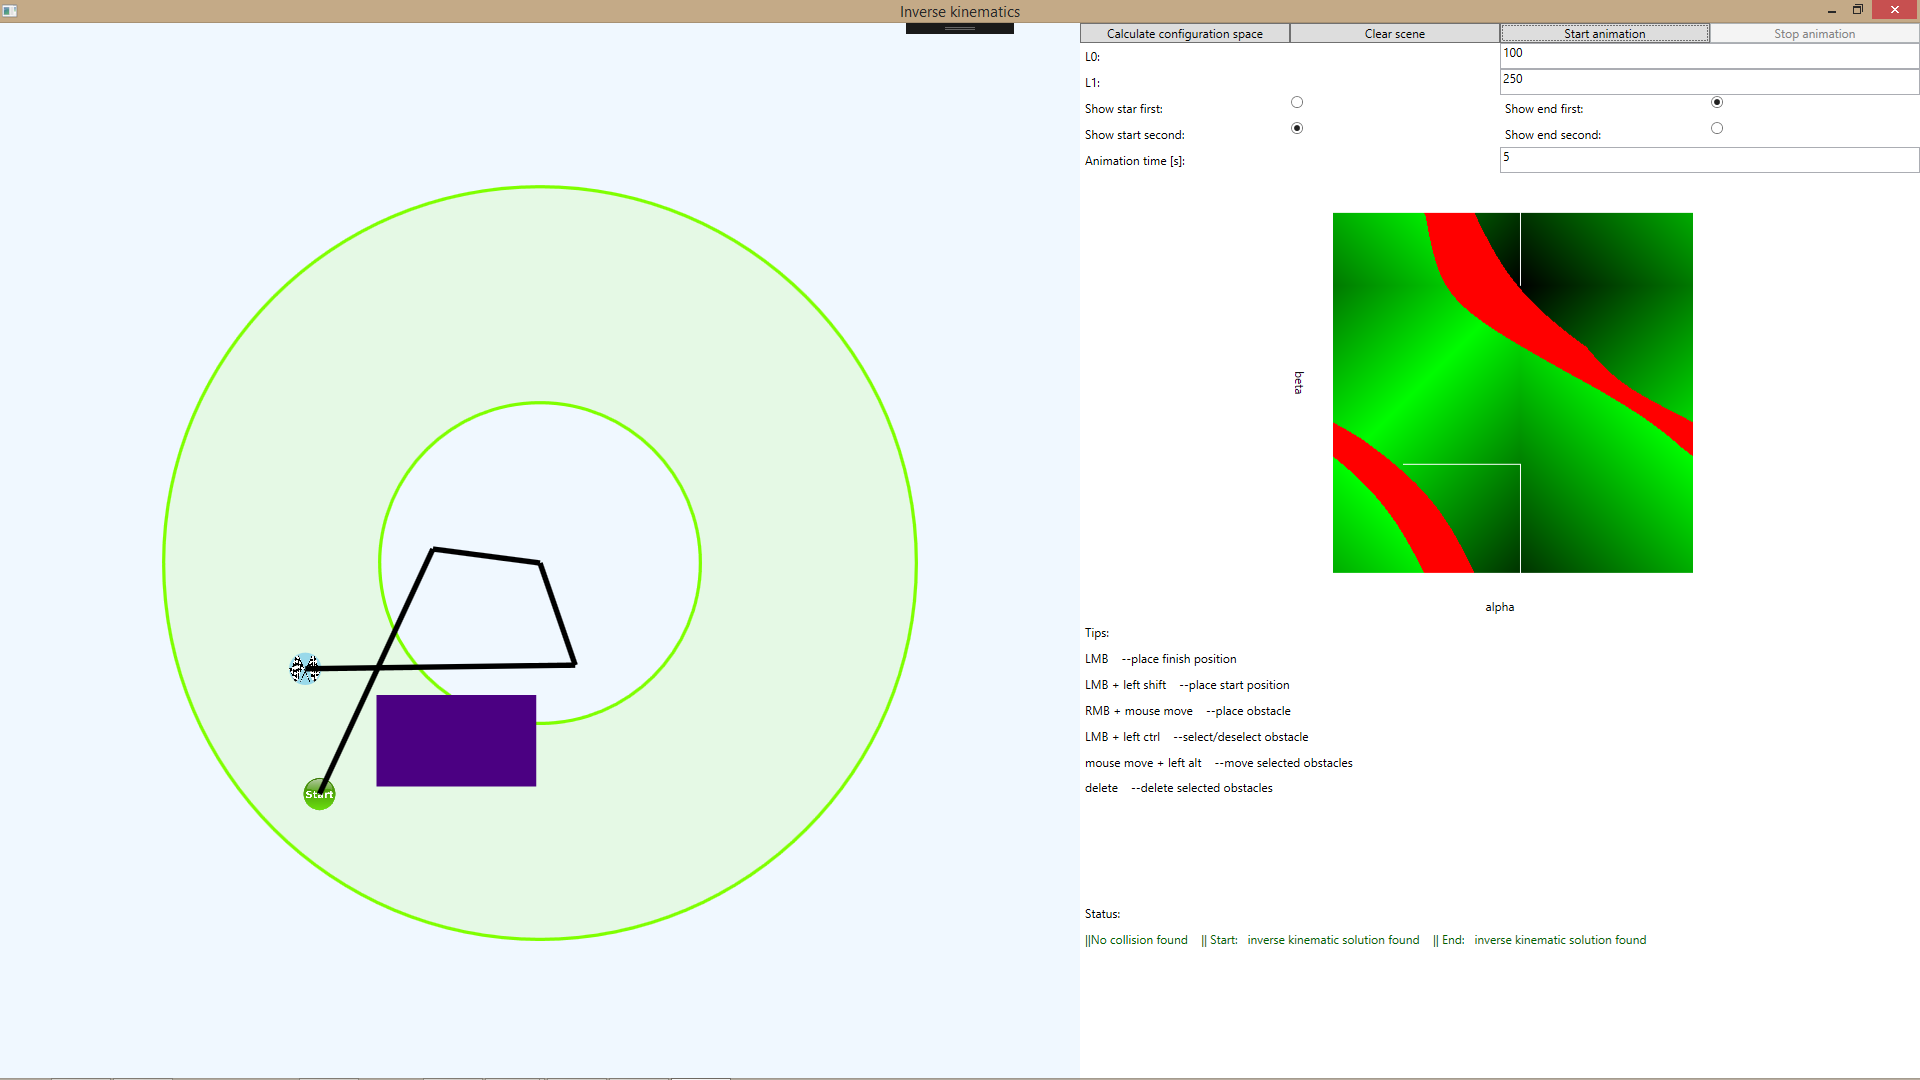 Inverse kinematics
Calculate configuration space
Clear scene
Start animation
Stop animation
L0:
100
L1:
250
Show star first:
Show end first:
Show start second:
Show end second:
Animation time [s]:
5
beta
alpha
Start
Tips:
LMB --place finish position
LMB + left shift --place start position
RMB + mouse move --place obstacle
LMB + left ctrl --select/deselect obstacle
mouse move + left alt --move selected obstacles
delete --delete selected obstacles
Status:
||No collision found || Start: inverse kinematic solution found || End: inverse kinematic solution found